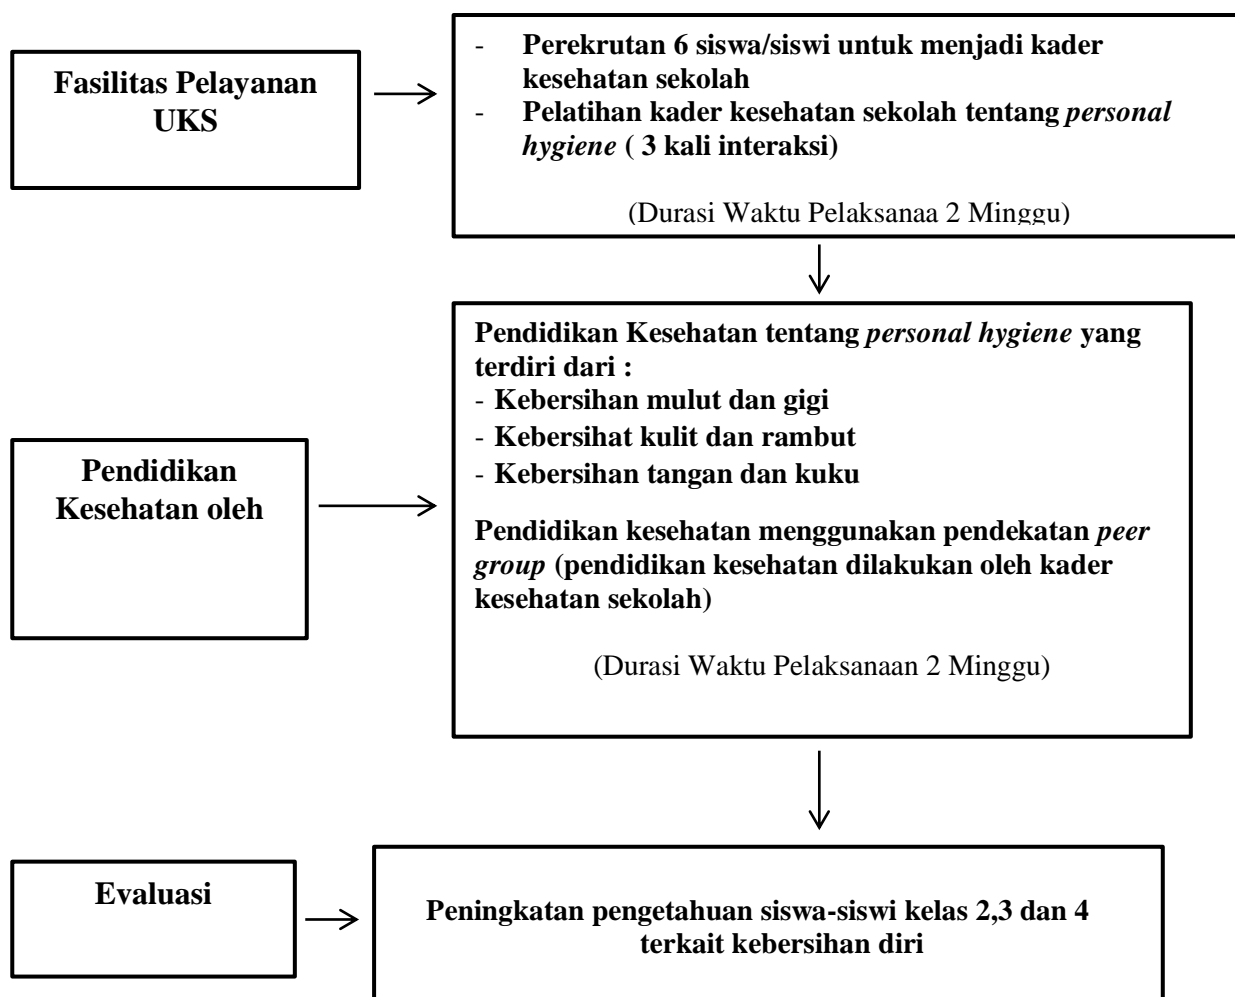 Fasilitas Pelayanan
UKS
- Perekrutan 6 siswa/siswi untuk menjadi kader
kesehatan sekolah
- Pelatihan kader kesehatan sekolah tentang personal
hygiene ( 3 kali interaksi)
(Durasi Waktu Pelaksanaa 2 Minggu)
Pendidikan
Kesehatan oleh
Pendidikan Kesehatan tentang personal hygiene yang
terdiri dari :
- Kebersihan mulut dan gigi
- Kebersihat kulit dan rambut
- Kebersihan tangan dan kuku
Pendidikan kesehatan menggunakan pendekatan peer
group (pendidikan kesehatan dilakukan oleh kader
kesehatan sekolah)
(Durasi Waktu Pelaksanaan 2 Minggu)
Evaluasi
Peningkatan pengetahuan siswa-siswi kelas 2,3 dan 4
terkait kebersihan diri